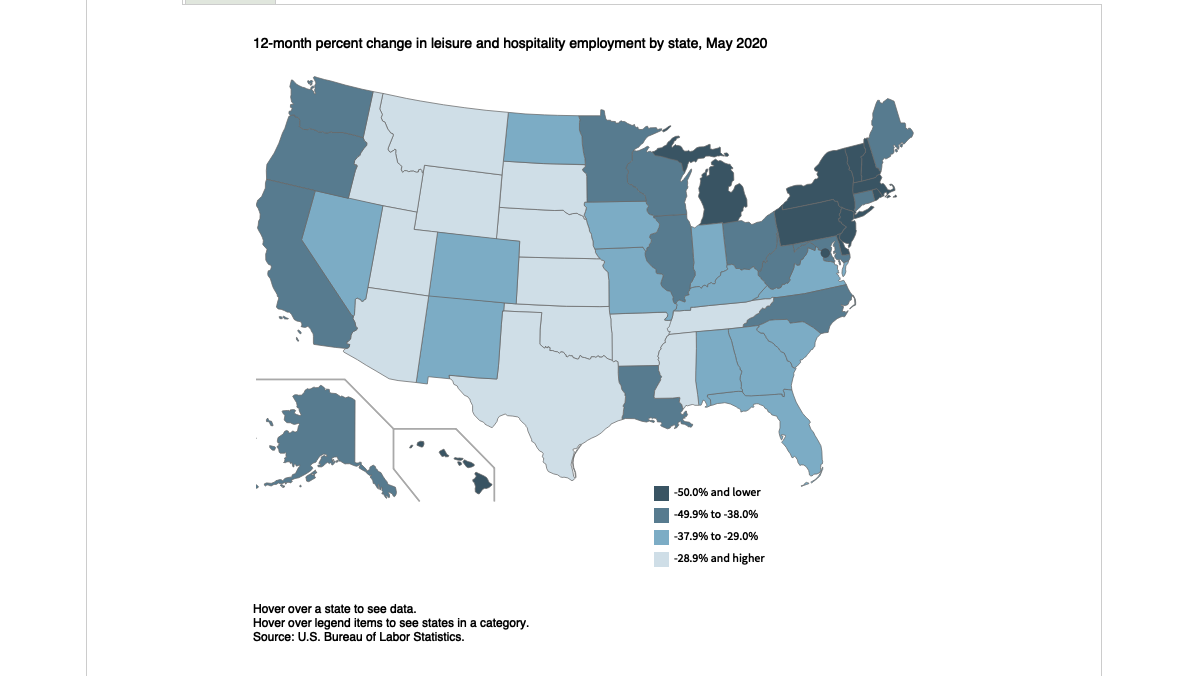 12-month percent change in leisure and hospitality employment by state, May 2020
-50.0% and lower
-49.9% to -38.0%
-37.9% to -29.0%
-28.9% and higher
Hover over a state to see data.
Hover over legend items to see states in a category.
Source: U.S. Bureau of Labor Statistics.